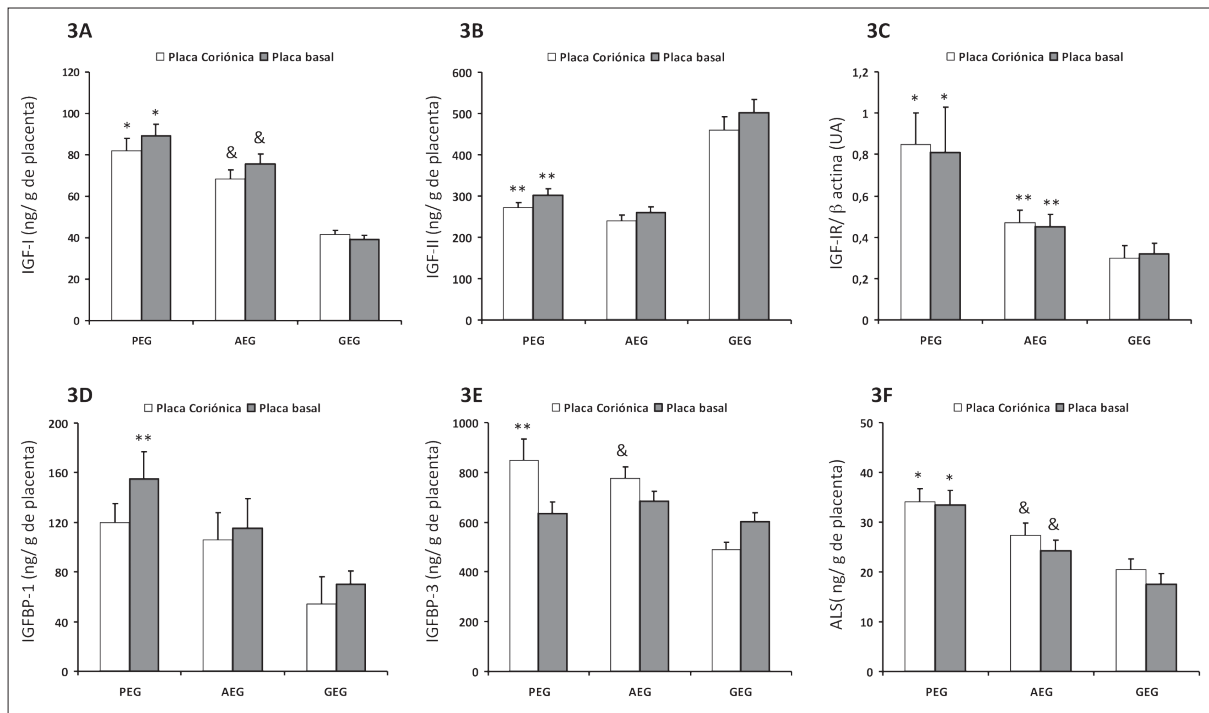 3A
Placa Coriónica Placa basal
IGF-I (ng/ g de placenta)
120
100
80
60
40
20
0
* *
& &
PEG AEG GEG
3B
Placa Coriónica Placa basal
IGF-II (ng/ g de placenta)
600
500
400
300
200
100
0
** **
PEG AEG GEG
3C
Placa Coriónica Placa basal
IGF-IR/ β actina (UA)
1,2
1
0,8
0,6
0,4
0,2
0
* *
** **
PEG AEG GEG
3D
Placa Coriónica Placa basal
IGFBP-1 (ng/ g de placenta)
200
160
120
80
40
0
**
PEG AEG GEG
3E
Placa Coriónica Placa basal
IGFBP-3 (ng/ g de placenta)
1000
800
600
400
200
0
**
&
PEG AEG GEG
3F
Placa Coriónica Placa basal
ALS( ng/ g de placenta)
50
40
30
20
10
0
* *
& &
PEG AEG GEG